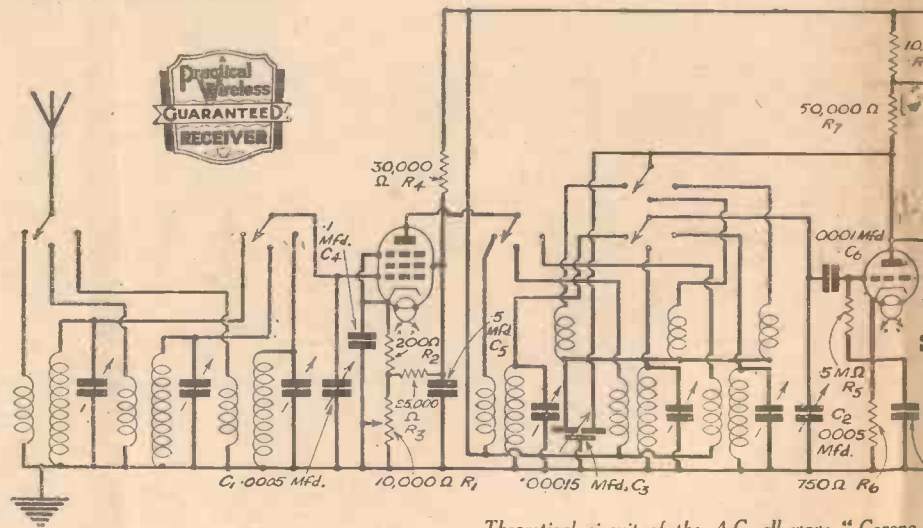 Practical
Wireless
GUARANTEED
RECEIVER
30,000
Ω R4
.1
Mfd.
C4
200Ω
R2
25,000
Ω
R3
.5
Mfd.
C5
C1 .0005 Mfd.
10,000Ω R1
.00015 Mfd. C3
50,000 Ω
R7
.0001 Mfd.
C6
.5 MΩ
R5
C2
.0005
Mfd.
750Ω R6
Theoretical circuit of the A.C. all-wave "